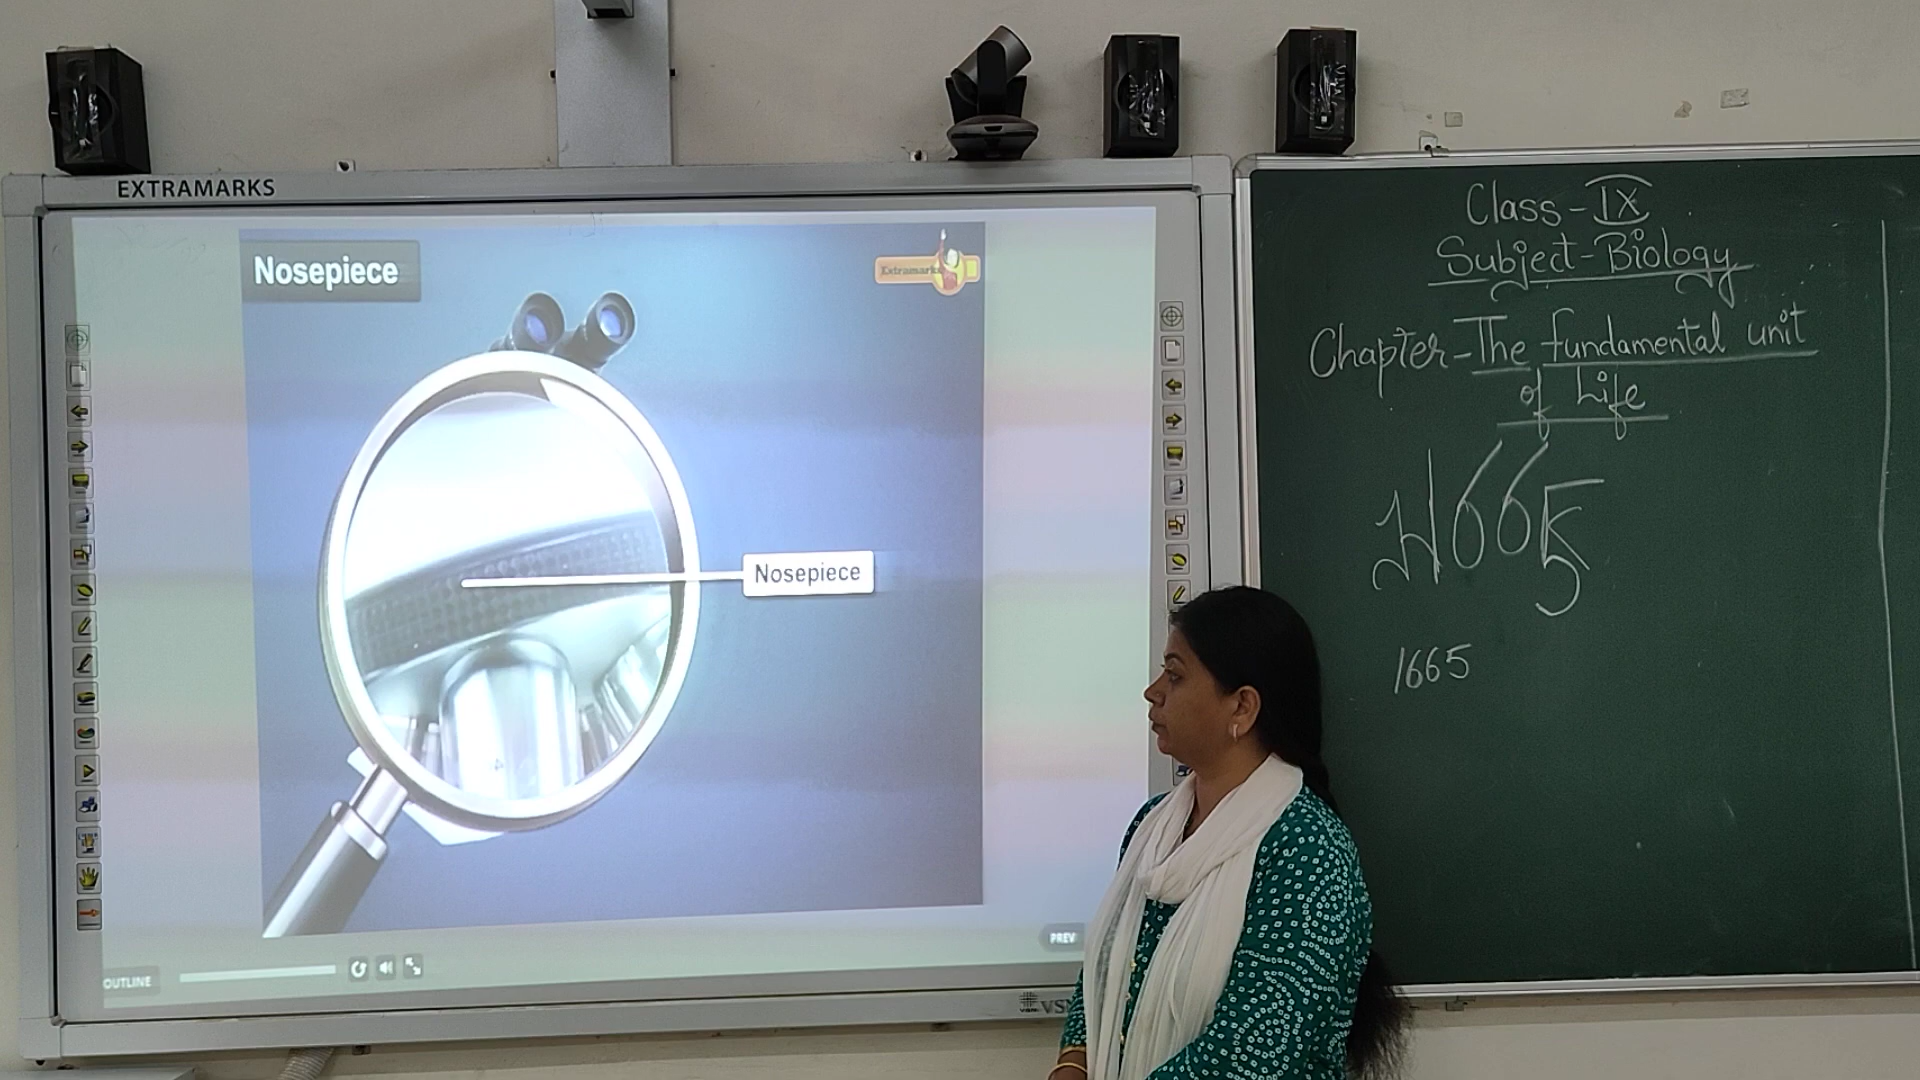 EXTRAMARKS
Nosepiece
Extramarks
Nosepiece
PREV
OUTLINE
Class-IX
Subject-Biology
Chapter-The fundamental unit
of Life
1665
1665